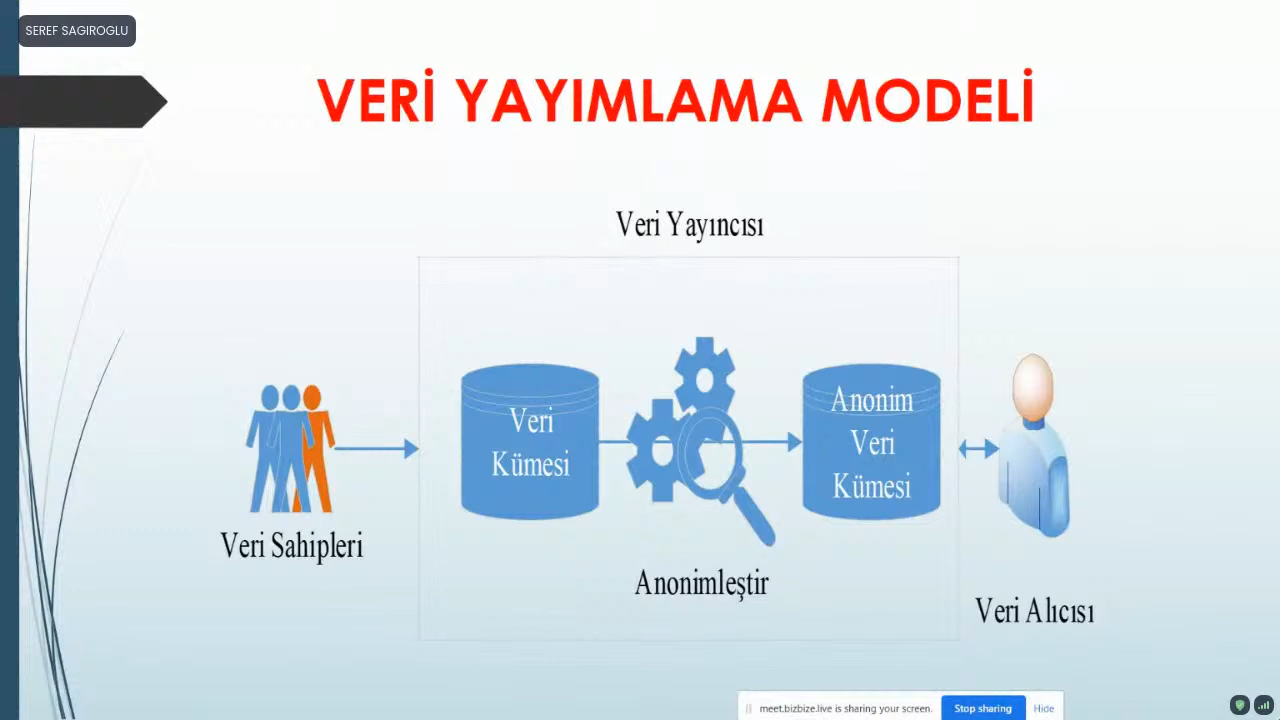 SEREF SAGIROGLU
VERİ YAYIMLAMA MODELİ
Veri Yayıncısı
Veri
Kümesi
Anonim
Veri
Kümesi
Veri Sahipleri
Anonimleştir
Veri Alıcısı
meet.bizbize.live is sharing your screen.
Stop sharing
Hide